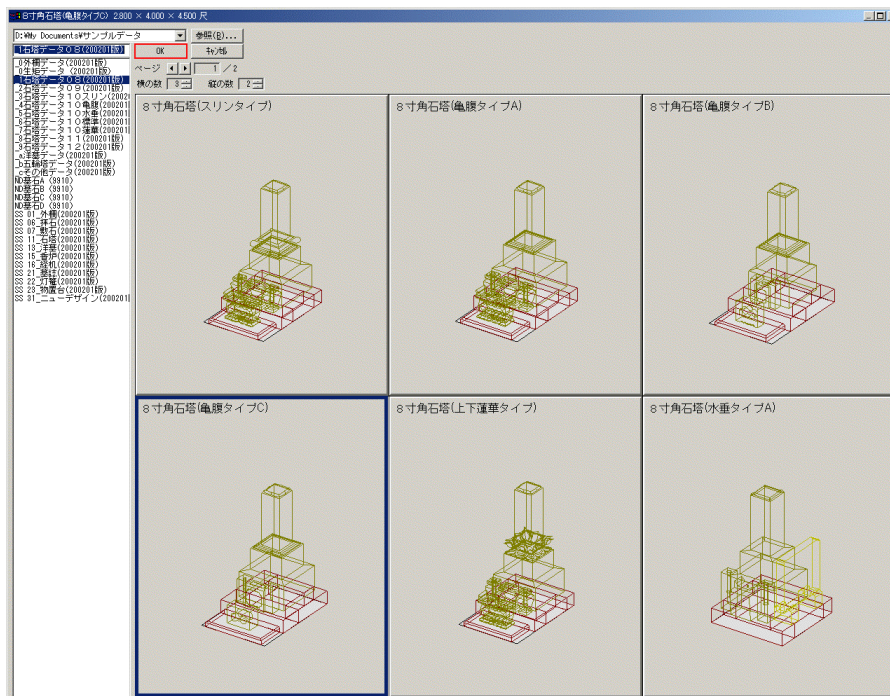 8寸角石塔(亀腹タイプC) 2.800 × 4.000 × 4.500 尺
D:¥My Documents¥サンプルデータ
参照(R)...
_1石塔データ08(200201版)
OK
キャンセル
ページ 1 / 2
横の数 3 縦の数 2
_0外柵データ(200201版)
_0生矩データ (200201版)
_1石塔データ08(200201版)
_2石塔データ09(200201版)
_3石塔データ10スリン(20020
_4石塔データ10亀腹(200201
_5石塔データ10水垂(200201
_6石塔データ10標準(200201
_7石塔データ10蓮華(200201
_8石塔データ11(200201版)
_9石塔データ12(200201版)
_a洋墓データ(200201版)
_b五輪塔データ(200201版)
_cその他データ(200201版)
ND墓石A (9910)
ND墓石B (9910)
ND墓石C (9910)
ND墓石D (9910)
SS 01_外柵(200201版)
SS 06_拝石(200201版)
SS 07_敷石(200201版)
SS 11_石塔(200201版)
SS 13_洋墓(200201版)
SS 15_香炉(200201版)
SS 16_経机(200201版)
SS 21_墓誌(200201版)
SS 22_灯篭(200201版)
SS 23_物置台(200201版)
SS 31_ニューデザイン(200201
8寸角石塔(スリンタイプ)
8寸角石塔(亀腹タイプA)
8寸角石塔(亀腹タイプB)
8寸角石塔(亀腹タイプC)
8寸角石塔(上下蓮華タイプ)
8寸角石塔(水垂タイプA)